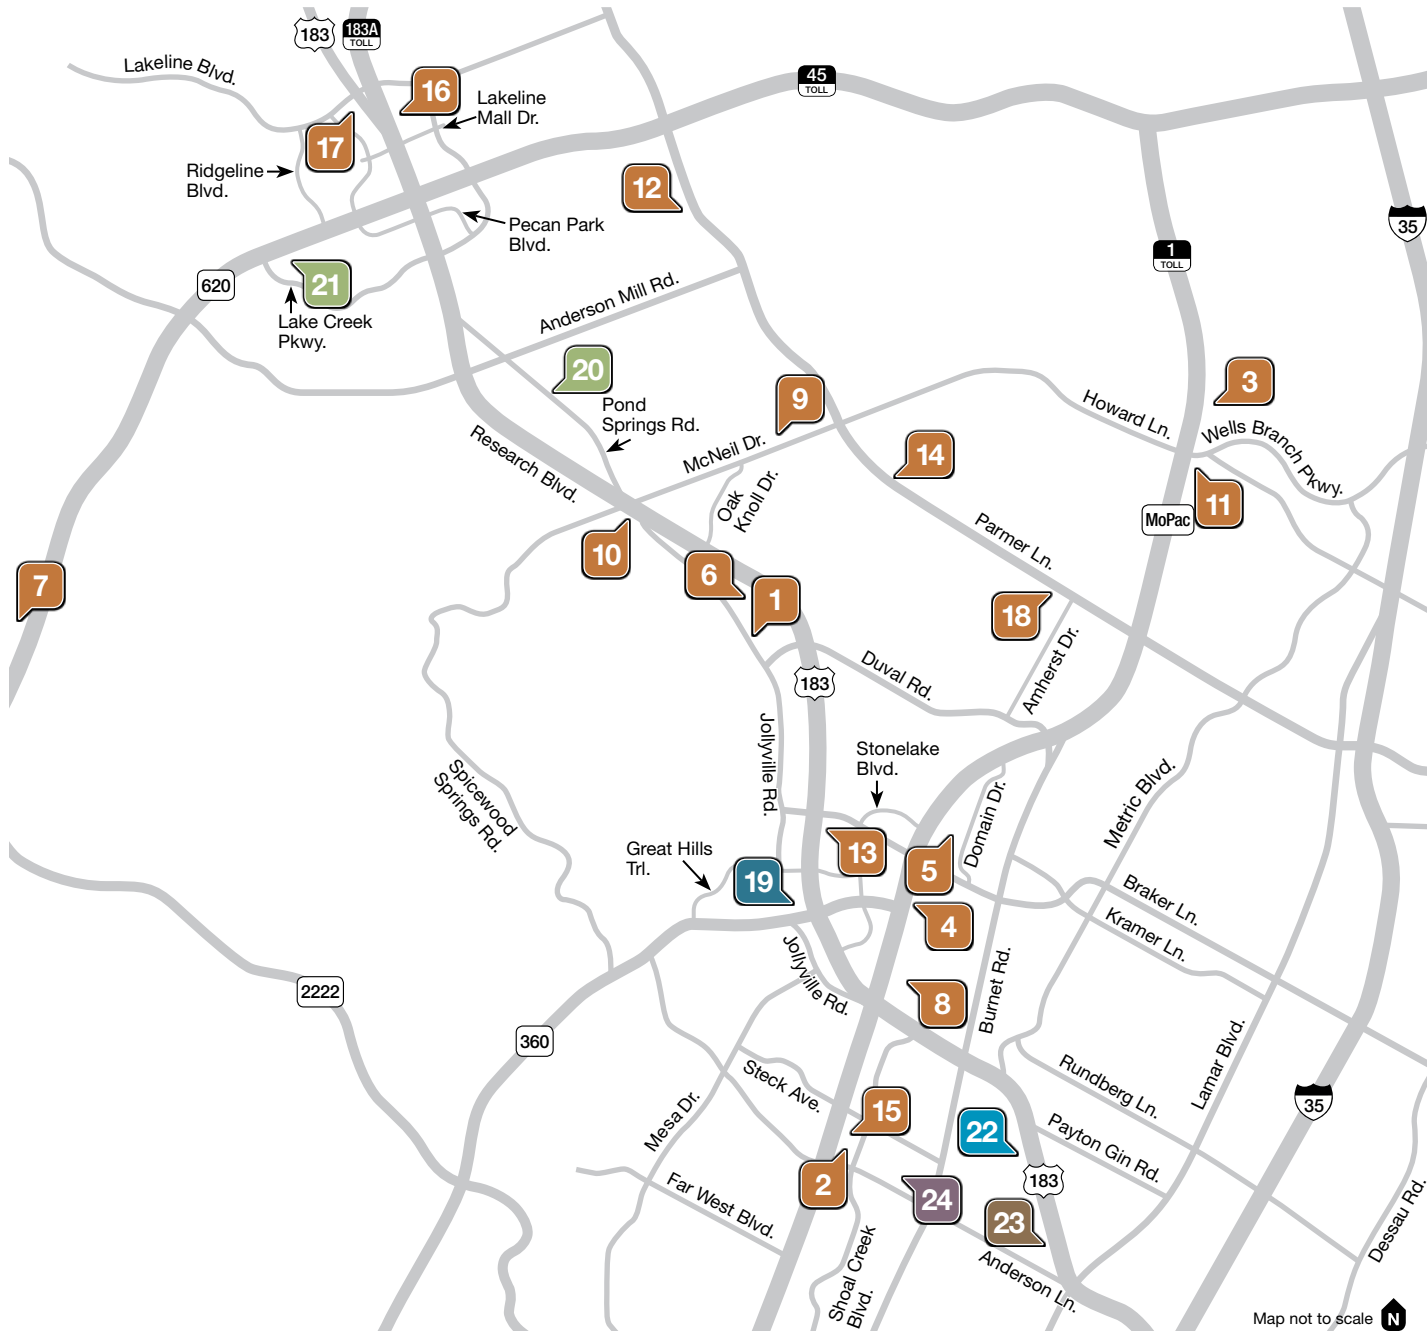 183
183A
TOLL
Lakeline Blvd.
16
Lakeline
Mall Dr.
45
TOLL
17
Ridgeline
Blvd.
12
Pecan Park
Blvd.
35
1
TOLL
620
21
Lake Creek
Pkwy.
Anderson Mill Rd.
20
Pond
Springs Rd.
9
3
Howard Ln.
Wells Branch Pkwy.
McNeil Dr.
14
Research Blvd.
Oak
Knoll Dr.
11
MoPac
Parmer Ln.
10
7
6
1
18
Amherst Dr.
Duval Rd.
183
Jollyville Rd.
Stonelake
Blvd.
Spicewood
Springs Rd.
Domain Dr.
Metric Blvd.
Great Hills
Trl.
19
13
5
Braker Ln.
4
Kramer Ln.
Jollyville Rd.
8
Burnet Rd.
2222
360
Steck Ave.
Mesa Dr.
15
22
Rundberg Ln.
Lamar Blvd.
35
Payton Gin Rd.
183
2
Far West Blvd.
24
23
Dessau Rd.
Shoal Creek
Blvd.
Anderson Ln.
Map not to scale
N